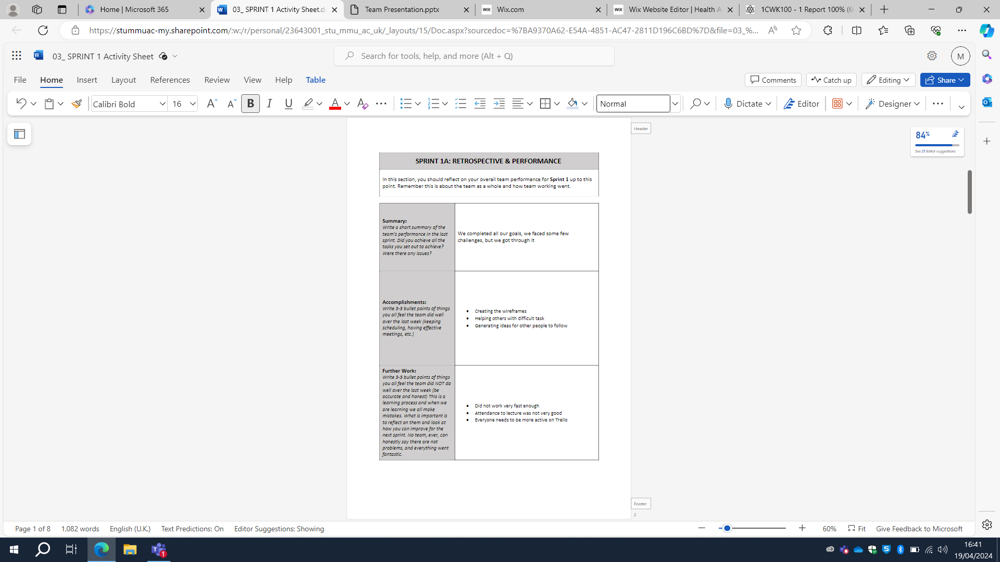 Home | Microsoft 365
03_ SPRINT 1 Activity Sheet.d
Team Presentation.pptx
WIX Wix.com
WIX Wix Website Editor | Health A
1CWK100 - 1 Report 100% (6
https://stummuac-my.sharepoint.com/:w:/r/personal/23643001_stu_mmu_ac_uk/_layouts/15/Doc.aspx?sourcedoc=%7BA9370A62-E54A-4851-AC47-2811D196C6BD%7D&file=03_%...
03_ SPRINT 1 Activity Sheet
Search for tools, help, and more (Alt + Q)
M
File Home Insert Layout References Review View Help Table
Comments Catch up Editing Share
Calibri Bold 16 B I U Normal Dictate Editor Designer
Header
84%
See 25 Editor suggestions
SPRINT 1A: RETROSPECTIVE & PERFORMANCE
In this section, you should reflect on your overall team performance for Sprint 1 up to this
point. Remember this is about the team as a whole and how team working went.
Summary:
Write a short summary of the
team's performance in the last
sprint. Did you achieve all the
tasks you set out to achieve?
Were there any issues?
We completed all our goals, we faced some few
challenges, but we got through it
Accomplishments:
Write 3-5 bullet points of things
you all feel the team did well
over the last week (keeping
scheduling, having effective
meetings, etc.)
• Creating the wireframes
• Helping others with difficult task
• Generating ideas for other people to follow
Further Work:
Write 3-5 bullet points of things
you all feel the team did NOT do
well over the last week (be
accurate and honest) This is a
learning process and when we
are learning we all make
mistakes. What is important is
to reflect on them and look at
how you can improve for the
next sprint. No team, ever, can
honestly say there are not
problems, and everything went
fantastic.
• Did not work very fast enough
• Attendance to lecture was not very good
• Everyone needs to be more active on Trello
Footer
2
Page 1 of 8 1,082 words English (U.K.) Text Predictions: On Editor Suggestions: Showing
60% Fit Give Feedback to Microsoft
16:41
19/04/2024